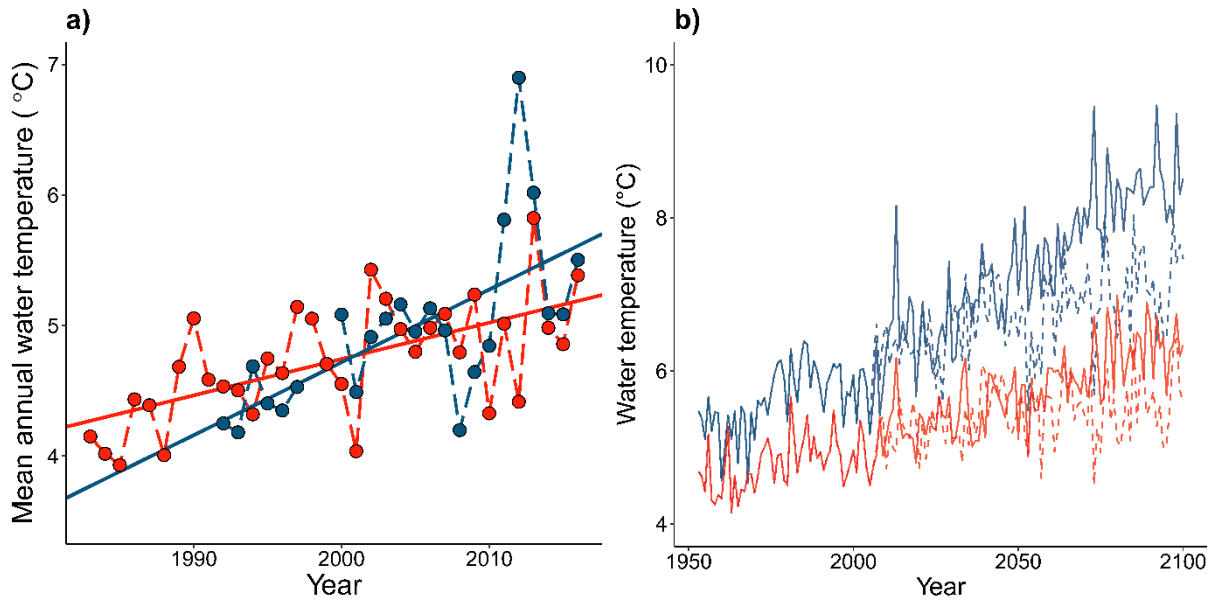 a)
Mean annual water temperature ( °C)
7
6
5
4
1990
2000
2010
Year
b)
Water temperature (°C)
10
8
6
4
1950
2000
2050
2100
Year